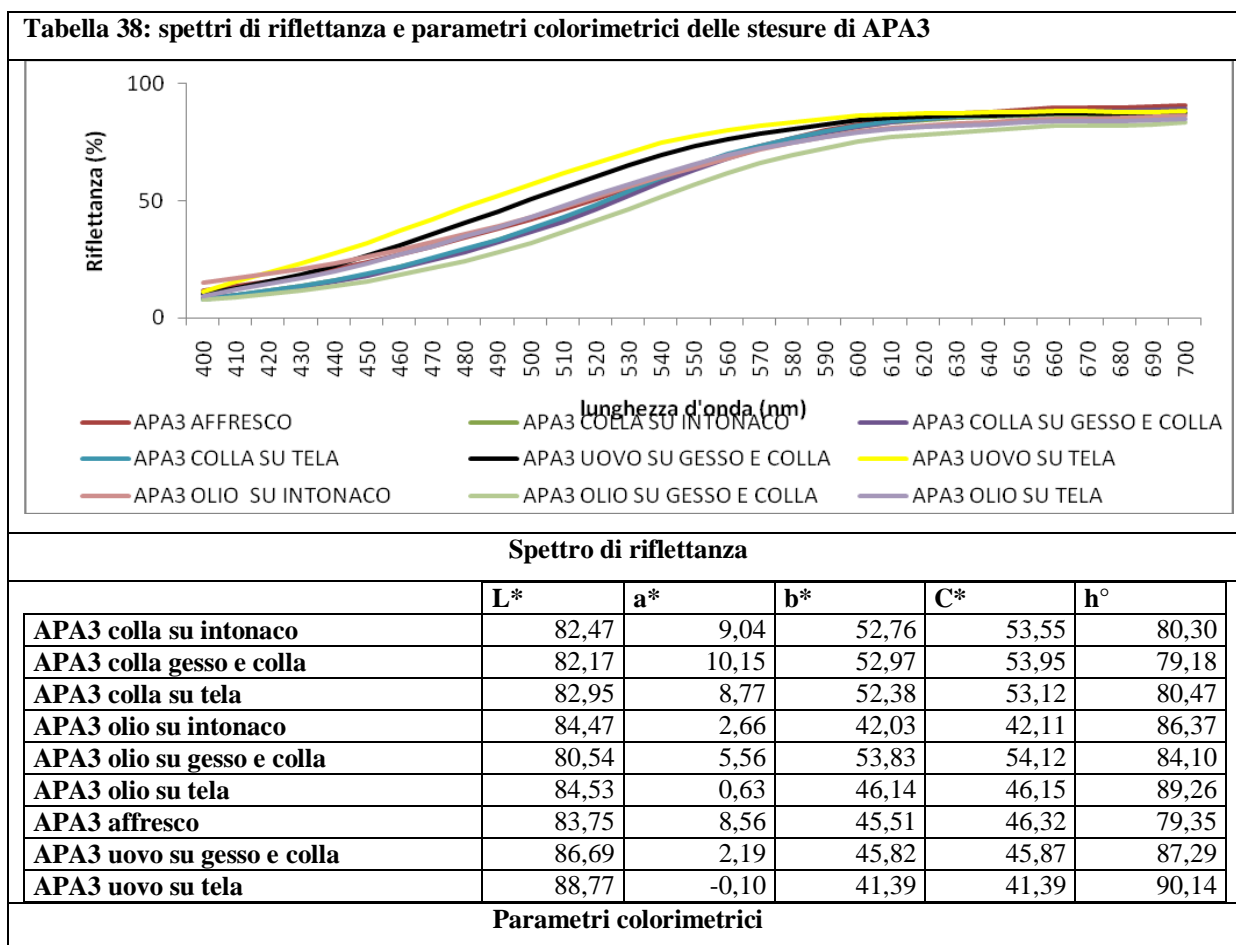 Tabella 38: spettri di riflettanza e parametri colorimetrici delle stesure di APA3
100
50
0
Riflettanza (%)
400 410 420 430 440 450 460 470 480 490 500 510 520 530 540 550 560 570 580 590 600 610 620 630 640 650 660 670 680 690 700
lunghezza d'onda (nm)
APA3 AFFRESCO APA3 COLLA SU INTONACO APA3 COLLA SU GESSO E COLLA
APA3 COLLA SU TELA APA3 UOVO SU GESSO E COLLA APA3 UOVO SU TELA
APA3 OLIO SU INTONACO APA3 OLIO SU GESSO E COLLA APA3 OLIO SU TELA
Spettro di riflettanza
L* a* b* C* h°
APA3 colla su intonaco 82,47 9,04 52,76 53,55 80,30
APA3 colla gesso e colla 82,17 10,15 52,97 53,95 79,18
APA3 colla su tela 82,95 8,77 52,38 53,12 80,47
APA3 olio su intonaco 84,47 2,66 42,03 42,11 86,37
APA3 olio su gesso e colla 80,54 5,56 53,83 54,12 84,10
APA3 olio su tela 84,53 0,63 46,14 46,15 89,26
APA3 affresco 83,75 8,56 45,51 46,32 79,35
APA3 uovo su gesso e colla 86,69 2,19 45,82 45,87 87,29
APA3 uovo su tela 88,77 -0,10 41,39 41,39 90,14
Parametri colorimetrici